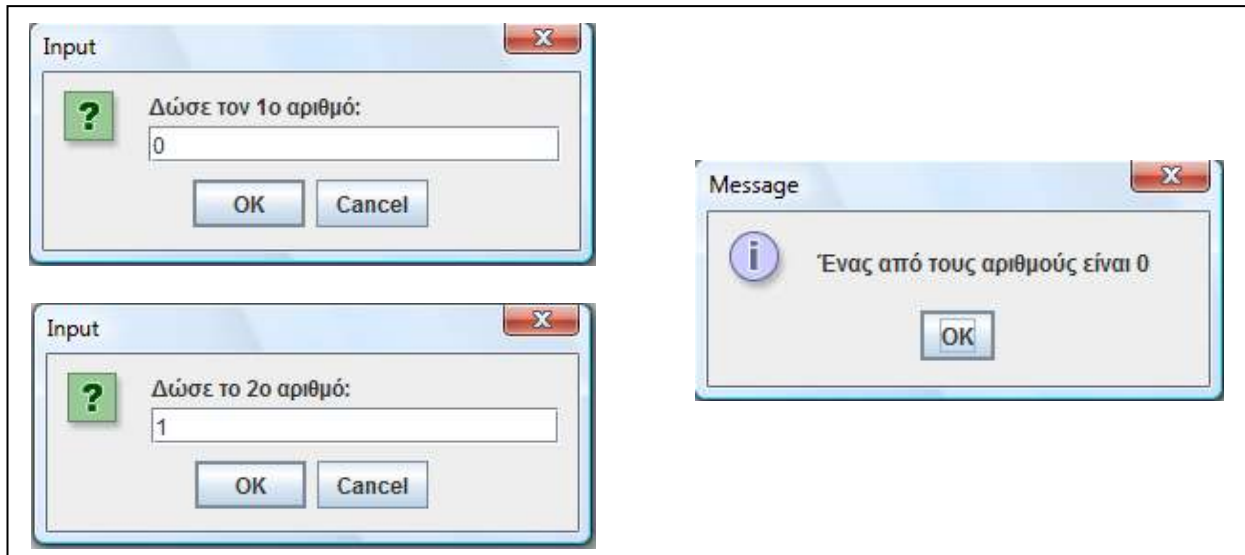 Input
Δώσε τον 1ο αριθμό:
0
OK Cancel
Input
Δώσε το 2ο αριθμό:
1
OK Cancel
Message
Ένας από τους αριθμούς είναι 0
OK